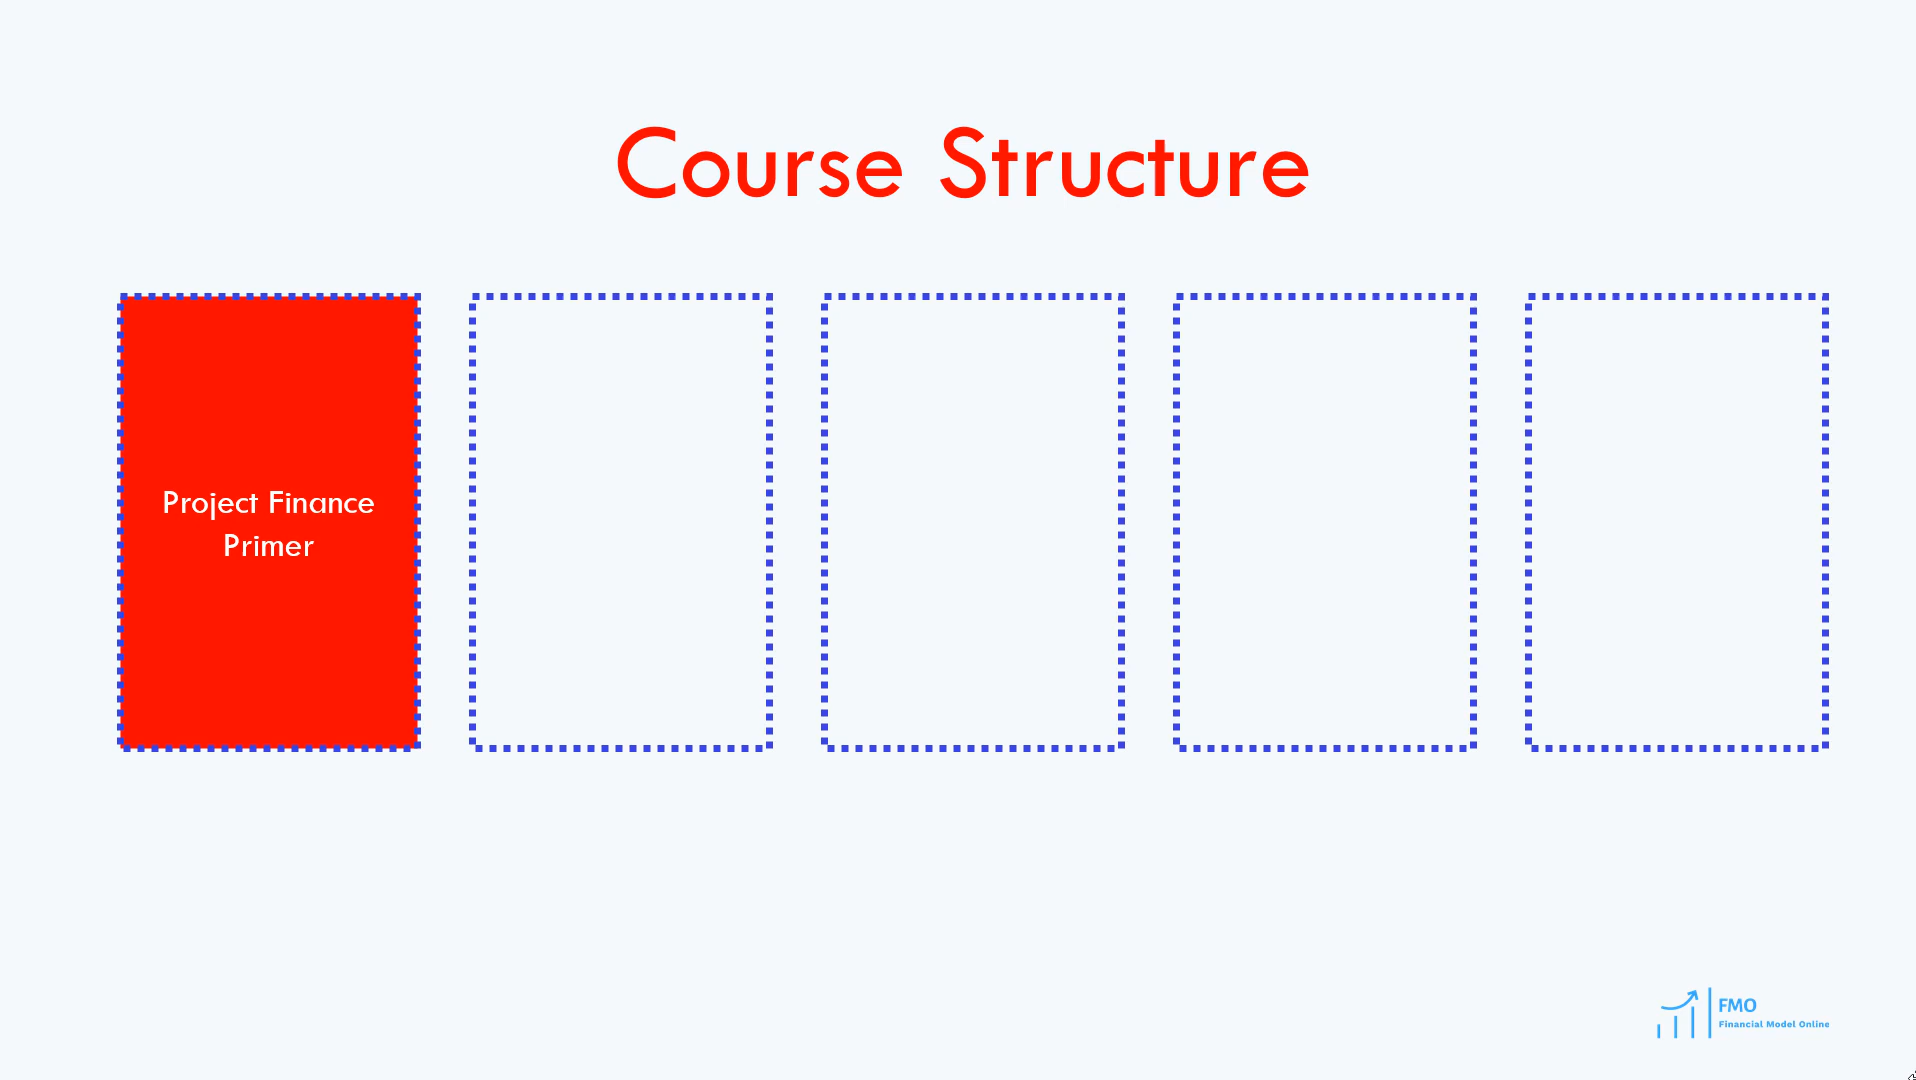 Course Structure
Project Finance
Primer
FMO
Financial Model Online